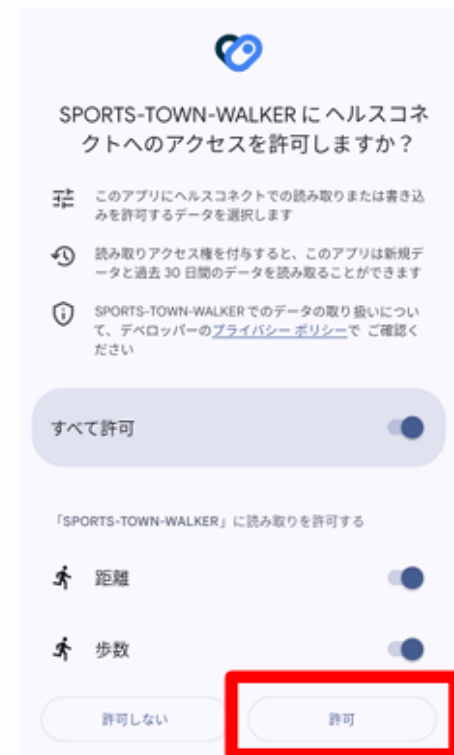 SPORTS-TOWN-WALKER に ヘルスコネ
クトへのアクセスを許可しますか？
このアプリにヘルスコネクトでの読み取りまたは書き込
みを許可するデータを選択します
読み取りアクセス権を付与すると、このアプリは新規デ
ータと過去 30 日間のデータを読み取ることができます
SPORTS-TOWN-WALKER でのデータの取り扱いについ
て、デベロッパーのプライバシー ポリシーで ご確認く
ださい
すべて許可
「SPORTS-TOWN-WALKER」に読み取りを許可する
距離
歩数
許可しない
許可